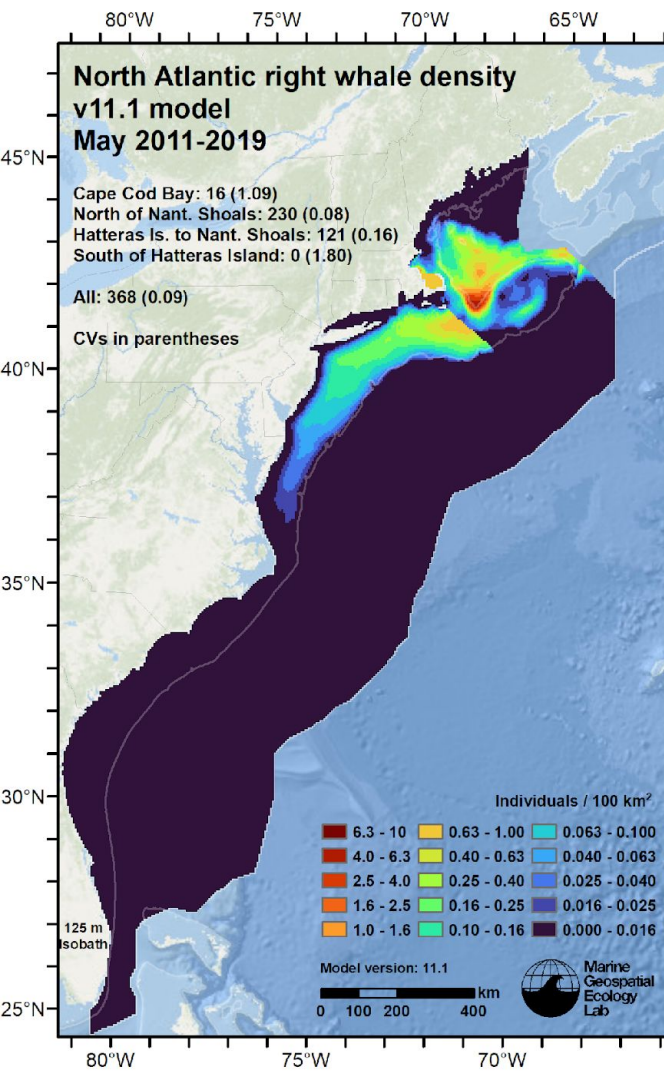 80°W 75°W 70°W 65°W
North Atlantic right whale density
v11.1 model
May 2011-2019
45°N
Cape Cod Bay: 16 (1.09)
North of Nant. Shoals: 230 (0.08)
Hatteras Is. to Nant. Shoals: 121 (0.16)
South of Hatteras Island: 0 (1.80)
All: 368 (0.09)
CVs in parentheses
40°N
35°N
30°N
Individuals / 100 km²
6.3 - 10 0.63 - 1.00 0.063 - 0.100
4.0 - 6.3 0.40 - 0.63 0.040 - 0.063
2.5 - 4.0 0.25 - 0.40 0.025 - 0.040
1.6 - 2.5 0.16 - 0.25 0.016 - 0.025
1.0 - 1.6 0.10 - 0.16 0.000 - 0.016
125 m
Isobath
Model version: 11.1
km
0 100 200 400
Marine
Geospatial
Ecology
Lab
25°N
80°W 75°W 70°W